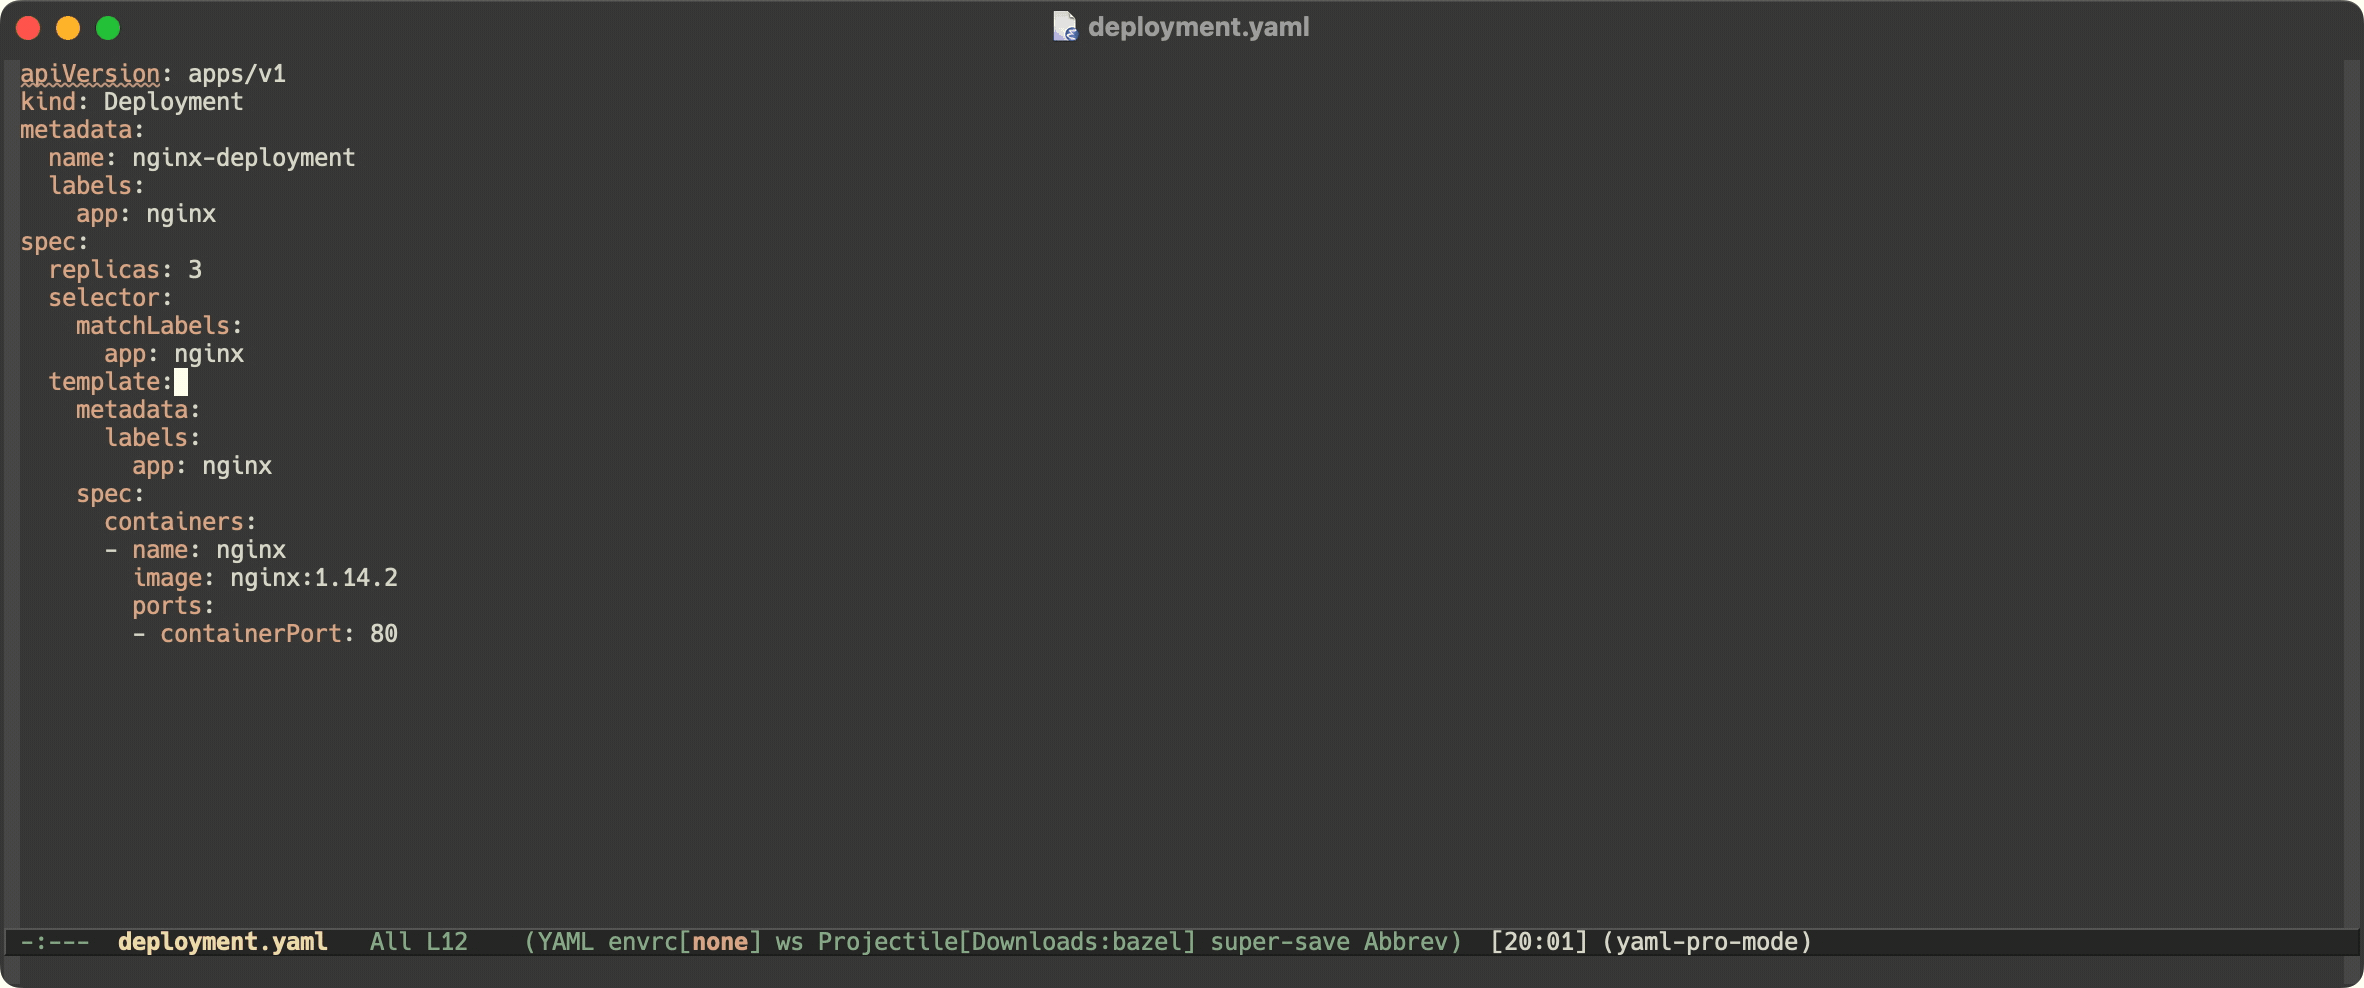 deployment.yaml
apiVersion: apps/v1
kind: Deployment
metadata:
  name: nginx-deployment
  labels:
    app: nginx
spec:
  replicas: 3
  selector:
    matchLabels:
      app: nginx
  template:
    metadata:
      labels:
        app: nginx
    spec:
      containers:
      - name: nginx
        image: nginx:1.14.2
        ports:
        - containerPort: 80
-:---  deployment.yaml   All L12    (YAML envrc[none] ws Projectile[Downloads:bazel] super-save Abbrev)  [20:01] (yaml-pro-mode)